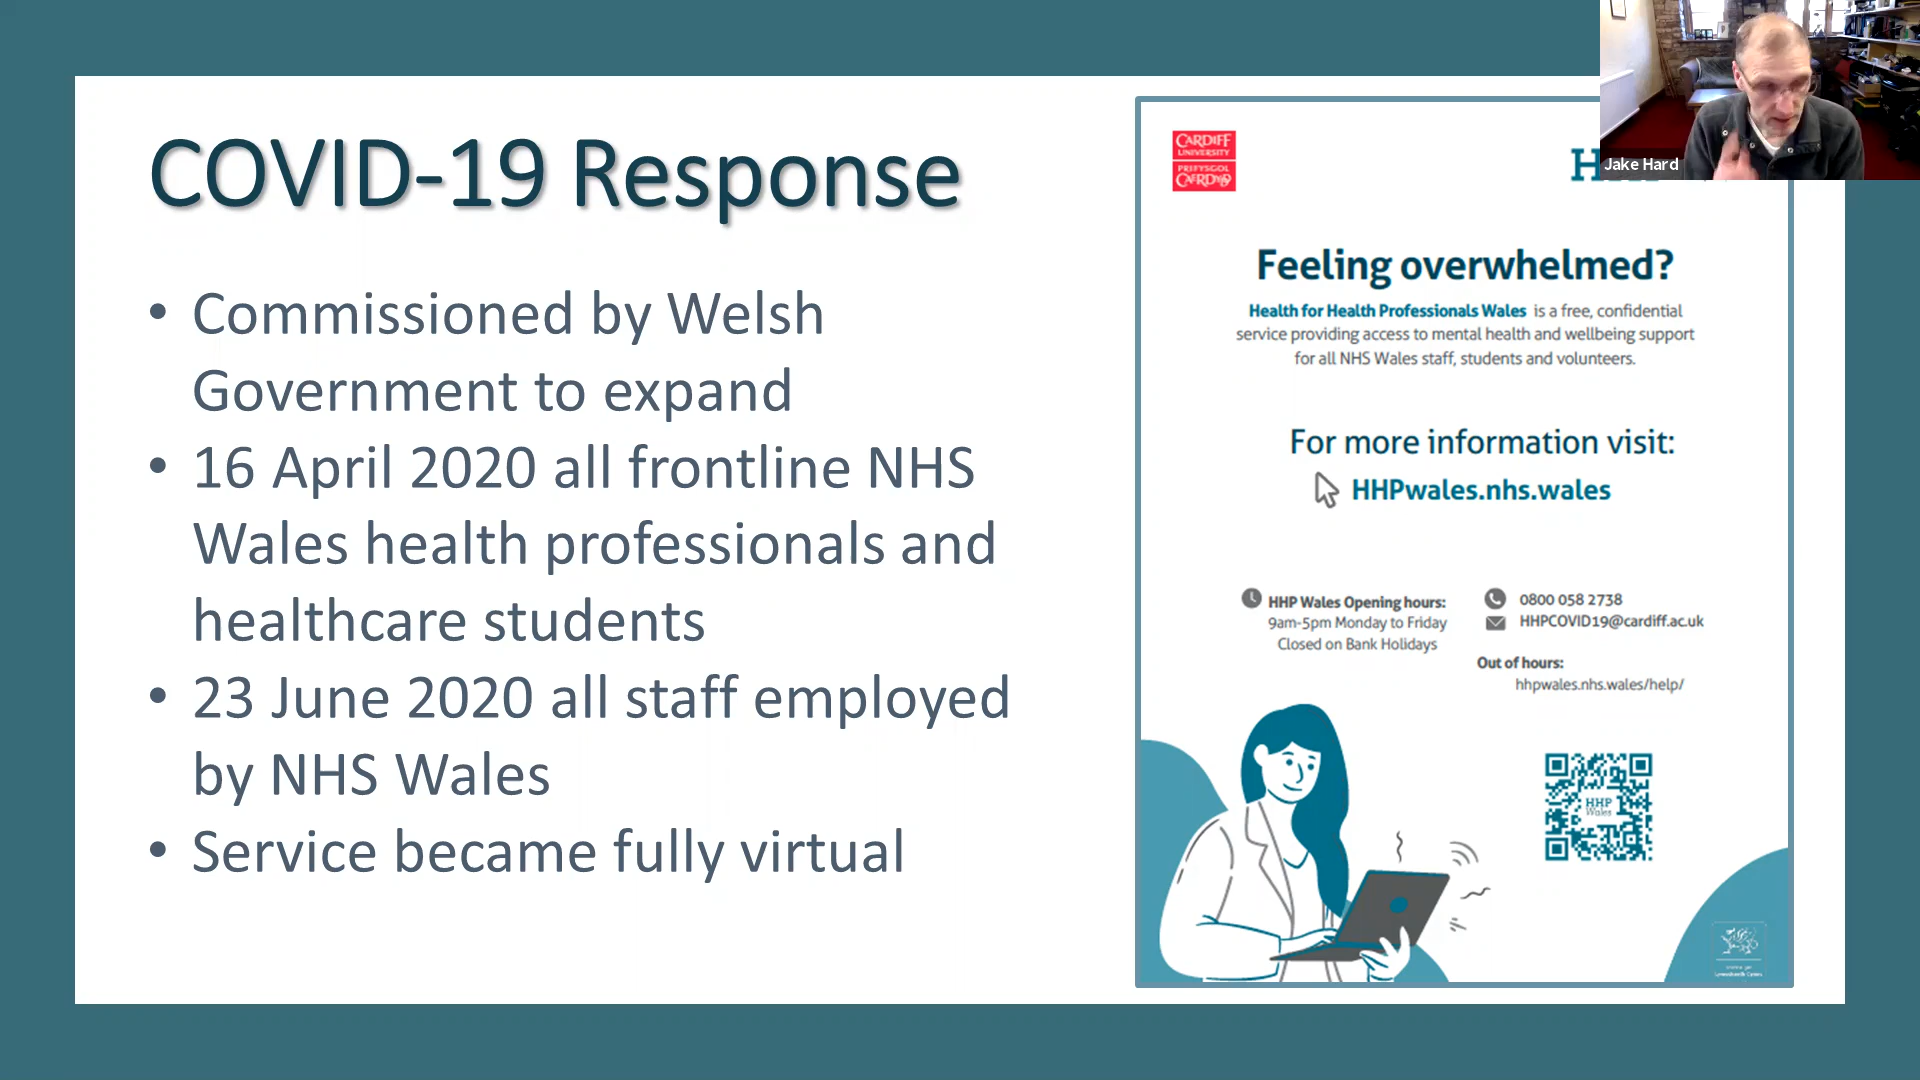 COVID-19 Response
• Commissioned by Welsh
Government to expand
• 16 April 2020 all frontline NHS
Wales health professionals and
healthcare students
• 23 June 2020 all staff employed
by NHS Wales
• Service became fully virtual
CARDIFF
UNIVERSITY
PRIFYSGOL
CAERDYDD
Jake Hard
Feeling overwhelmed?
Health for Health Professionals Wales is a free, confidential
service providing access to mental health and wellbeing support
for all NHS Wales staff, students and volunteers.
For more information visit:
HHPwales.nhs.wales
HHP Wales Opening hours:
9am-5pm Monday to Friday
Closed on Bank Holidays
0800 058 2738
HHPCOVID19@cardiff.ac.uk
Out of hours:
hhpwales.nhs.wales/help/
HHP
Wales